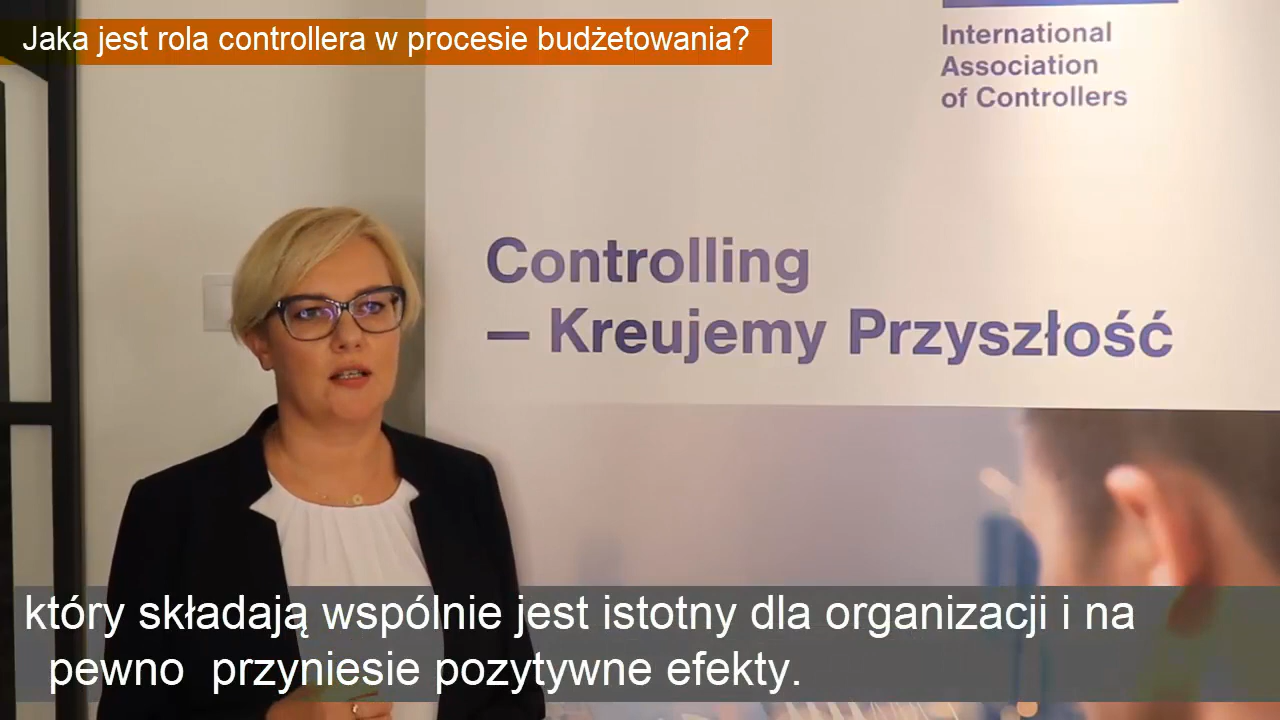 Jaka jest rola controllera w procesie budżetowania?
International
Association
of Controllers
Controlling
– Kreujemy Przyszłość
który składają wspólnie jest istotny dla organizacji i na
pewno przyniesie pozytywne efekty.